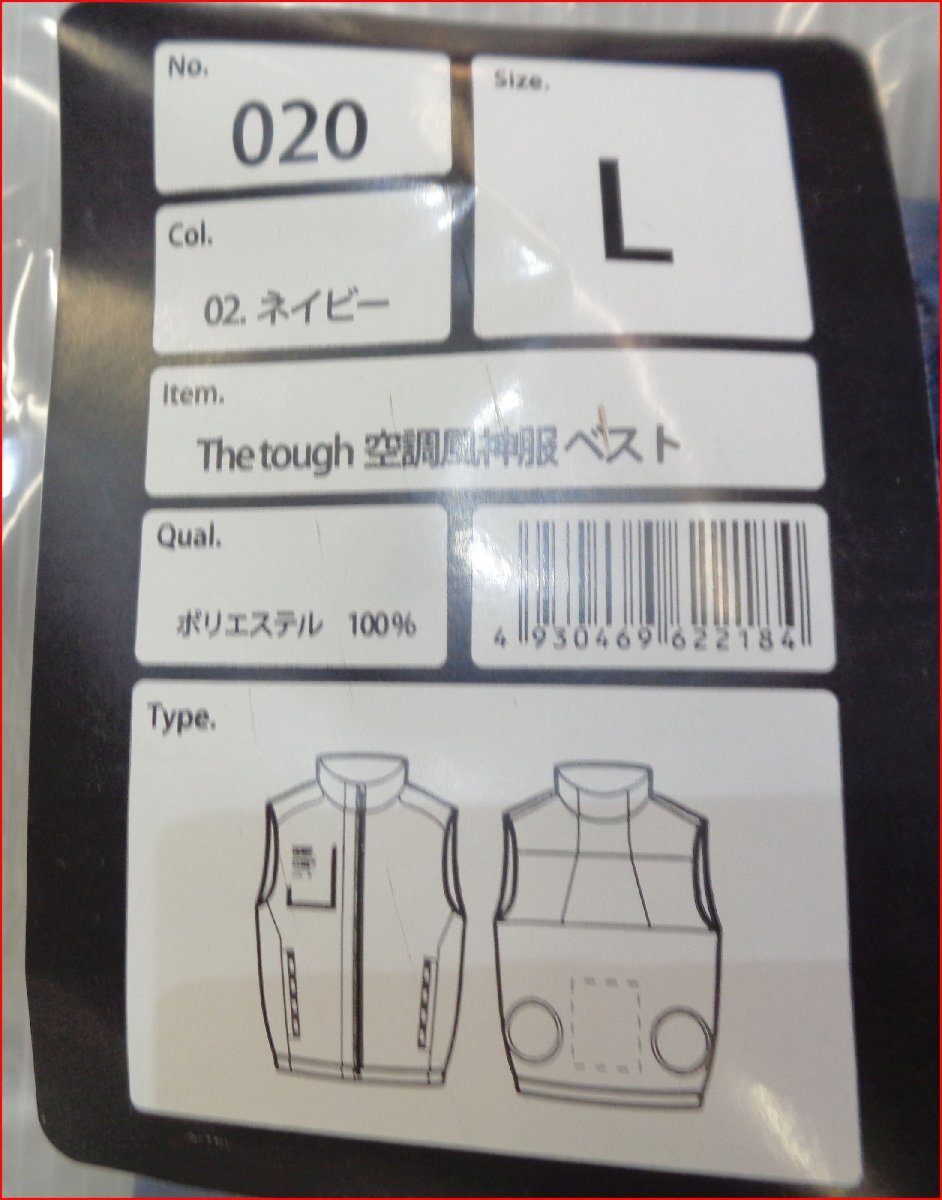 No.
020
Size.
L
Col.
02. ネイビー
Item.
The tough 空調風神服 ベスト
Qual.
ポリエステル 100%
4 930469 622184
Type.